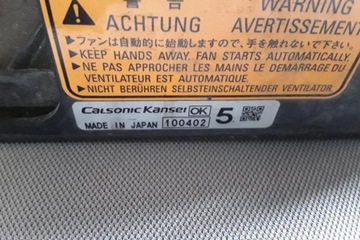 警告 WARNING
ACHTUNG AVERTISSEMENT
▶ファンは自動的に始動しますので、手を触れないで下さい。
▶KEEP HANDS AWAY. FAN STARTS AUTOMATICALLY.
▶NE PAS APPROCHER LES MAINS LE DEMARRAGE DU
VENTILATEUR EST AUTOMATIQUE.
▶NICHT BERÜHREN SELBSTEINSCHALTENDER VENTILATOR
Calsonic Kansei OK 5
MADE IN JAPAN 100402